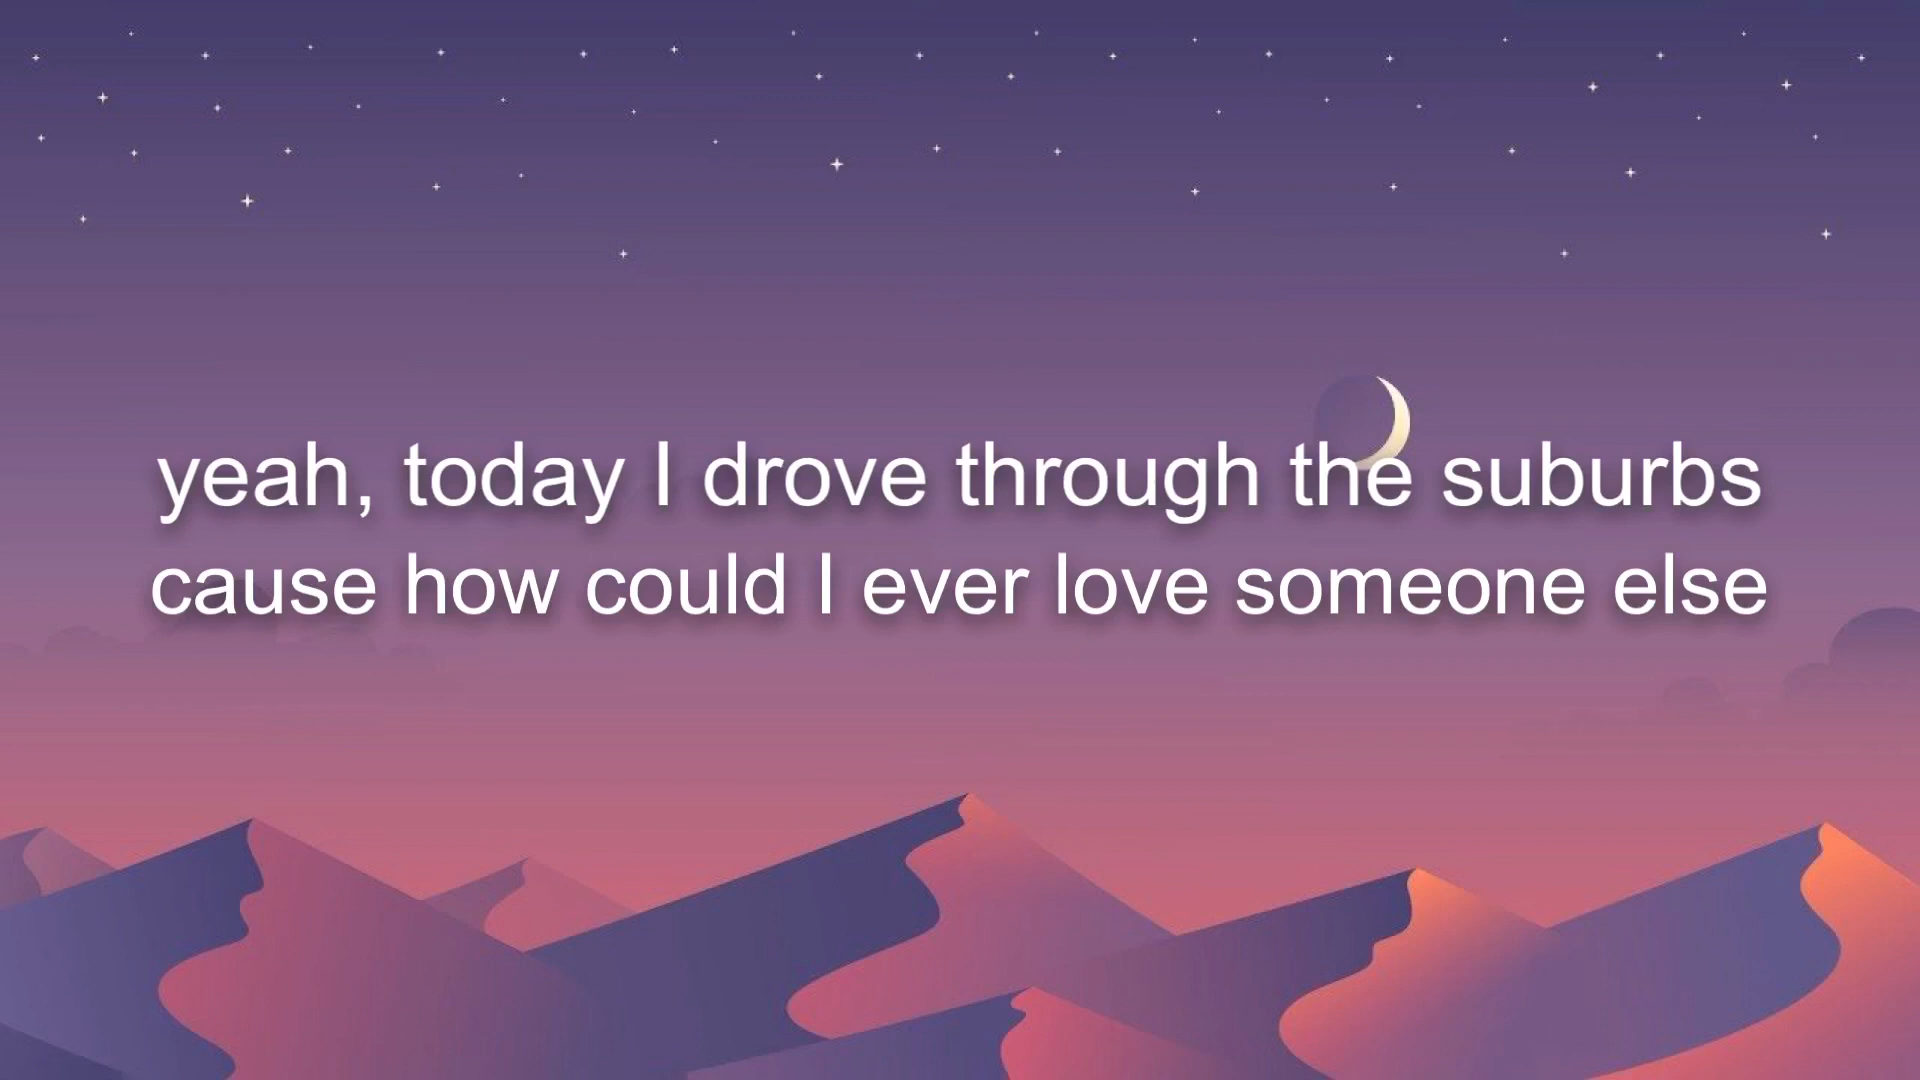 yeah, today I drove through the suburbs
cause how could I ever love someone else